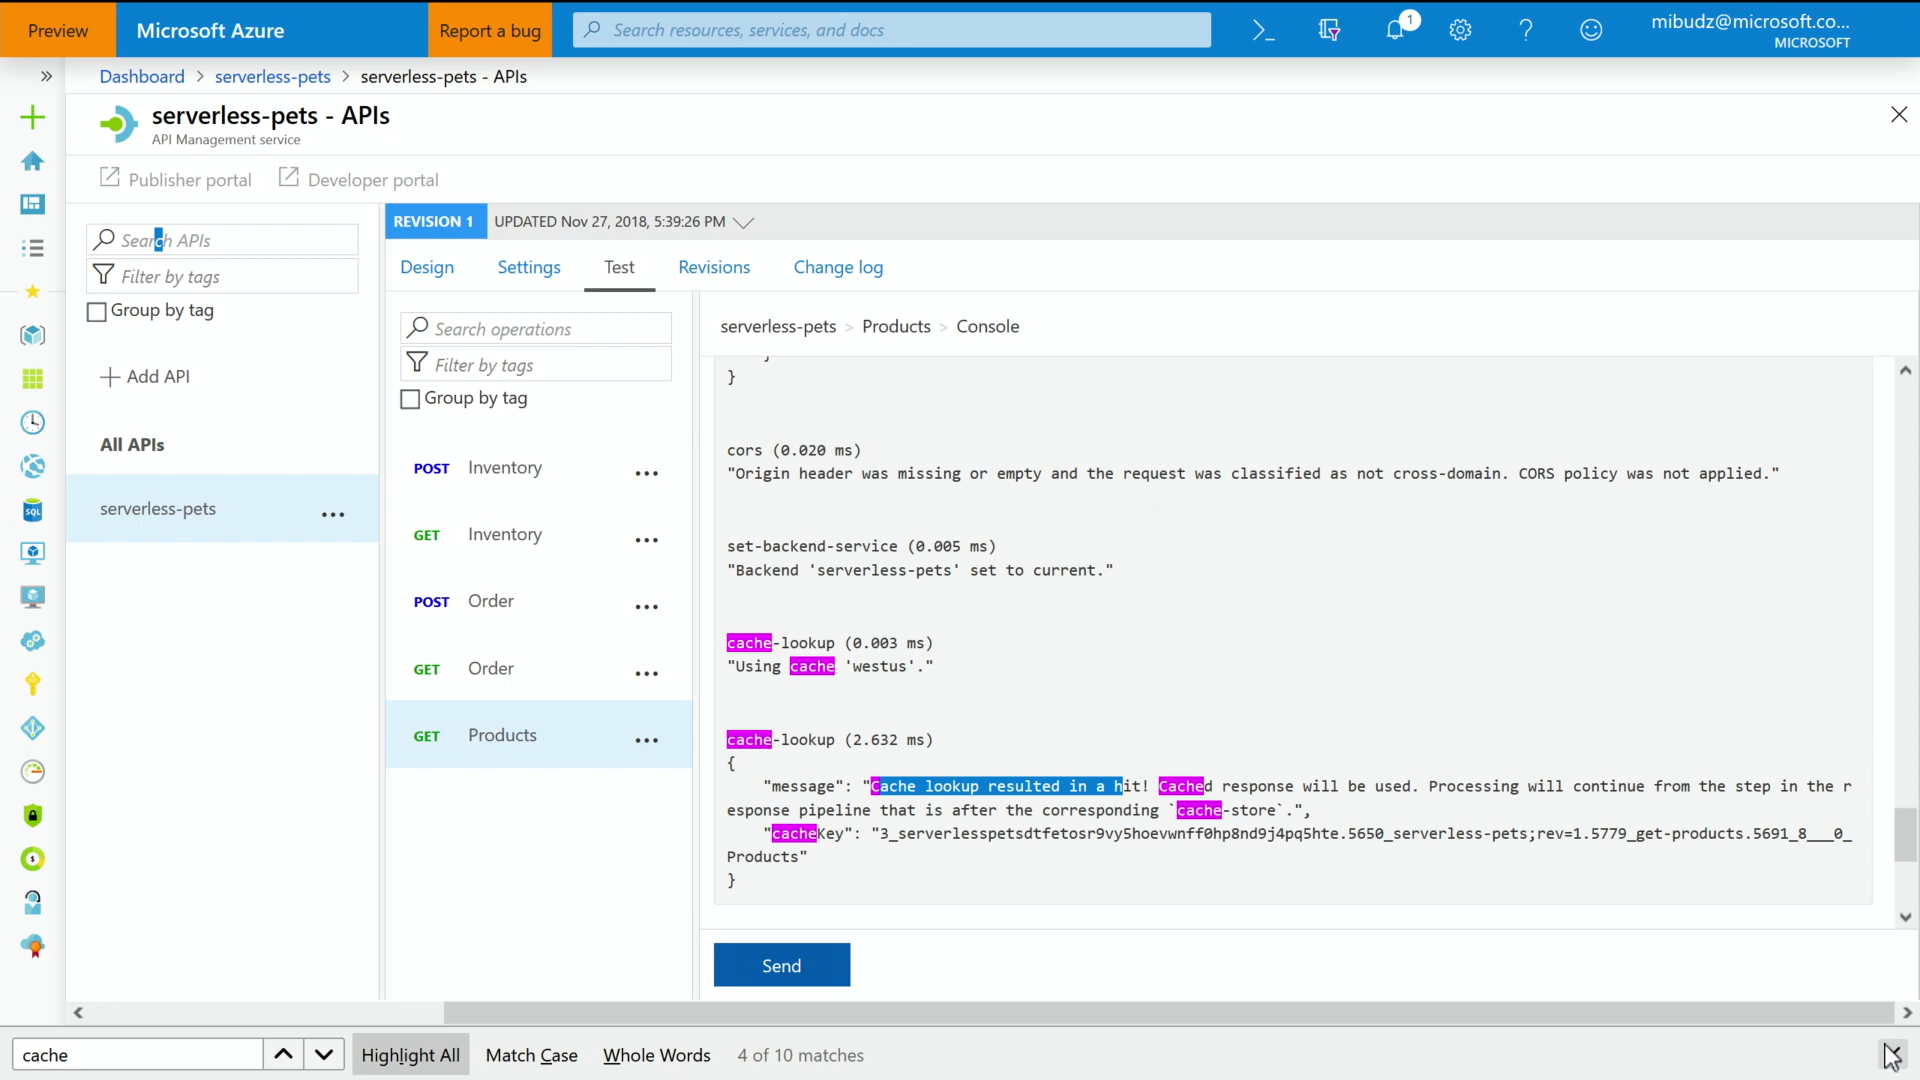 Preview
Microsoft Azure
Report a bug
Search resources, services, and docs
1
mibudz@microsoft.co...
MICROSOFT
Dashboard > serverless-pets > serverless-pets - APIs
serverless-pets - APIs
API Management service
Publisher portal
Developer portal
Search APIs
Filter by tags
Group by tag
Add API
All APIs
serverless-pets
SQL
REVISION 1
UPDATED Nov 27, 2018, 5:39:26 PM
Design
Settings
Test
Revisions
Change log
Search operations
Filter by tags
Group by tag
POST Inventory
GET Inventory
POST Order
GET Order
GET Products
serverless-pets > Products > Console
}
cors (0.020 ms)
"Origin header was missing or empty and the request was classified as not cross-domain. CORS policy was not applied."
set-backend-service (0.005 ms)
"Backend 'serverless-pets' set to current."
cache-lookup (0.003 ms)
"Using cache 'westus'."
cache-lookup (2.632 ms)
{
"message": "Cache lookup resulted in a hit! Cached response will be used. Processing will continue from the step in the r
esponse pipeline that is after the corresponding `cache-store`.",
"cacheKey": "3_serverlesspetsdtfetosr9vy5hoevwnff0hp8nd9j4pq5hte.5650_serverless-pets;rev=1.5779_get-products.5691_8___0_
Products"
}
Send
cache
Highlight All
Match Case
Whole Words
4 of 10 matches